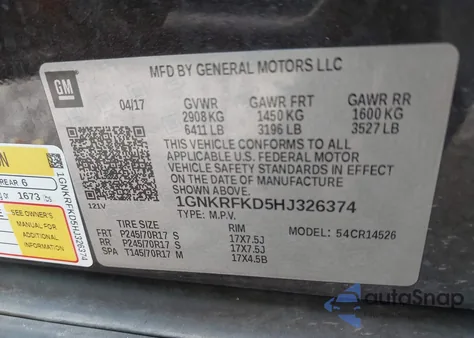 GM
MFD BY GENERAL MOTORS LLC
04/17 GVWR GAWR FRT GAWR RR
2908 KG 1450 KG 1600 KG
6411 LB 3196 LB 3527 LB
THIS VEHICLE CONFORMS TO ALL
APPLICABLE U.S. FEDERAL MOTOR
VEHICLE SAFETY STANDARDS IN EFFECT
ON THE DATE OF MANUFACTURE
SHOWN ABOVE.
121V 1GNKRFKD5HJ326374
TYPE: M.P.V. MODEL: 54CR14526
TIRE SIZE RIM
FRT P245/70R17 S 17X7.5J
RR P245/70R17 S 17X7.5J
SPA T145/70R17 M 17X4.5B
ON
REAR 6
1673
SEE OWNER'S
MANUAL FOR
ADDITIONAL
INFORMATION
1GNKRFKD5HJ326374
autoSnap